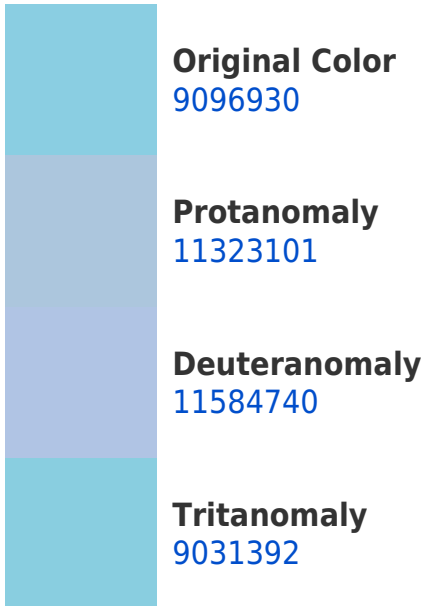 Original Color
9096930
Protanomaly
11323101
Deuteranomaly
11584740
Tritanomaly
9031392